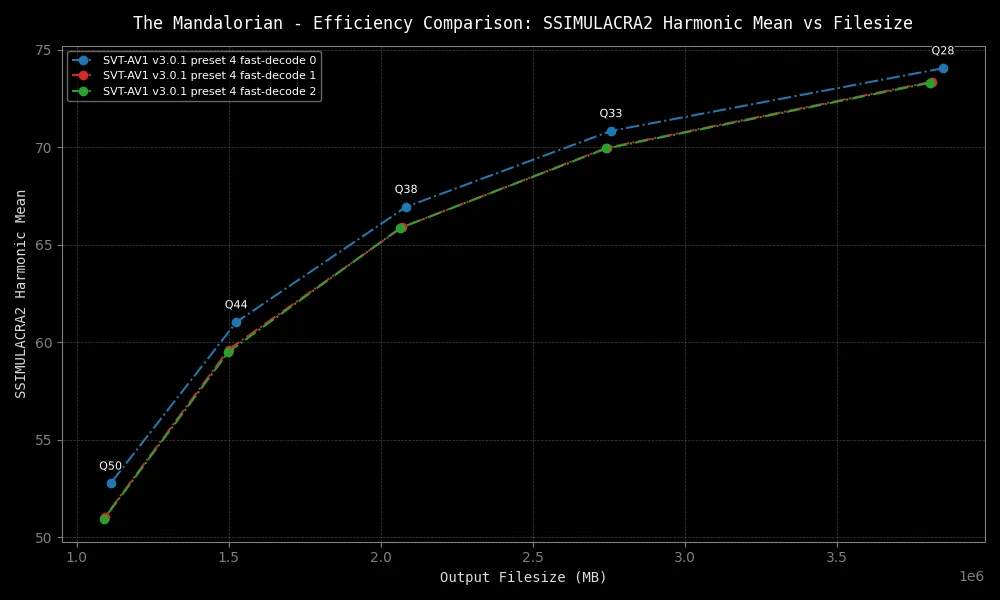 The Mandalorian - Efficiency Comparison: SSIMULACRA2 Harmonic Mean vs Filesize
SVT-AV1 v3.0.1 preset 4 fast-decode 0
SVT-AV1 v3.0.1 preset 4 fast-decode 1
SVT-AV1 v3.0.1 preset 4 fast-decode 2
Q28
Q33
Q38
Q44
Q50
75
70
65
60
55
50
SSIMULACRA2 Harmonic Mean
1.0 1.5 2.0 2.5 3.0 3.5
1e6
Output Filesize (MB)